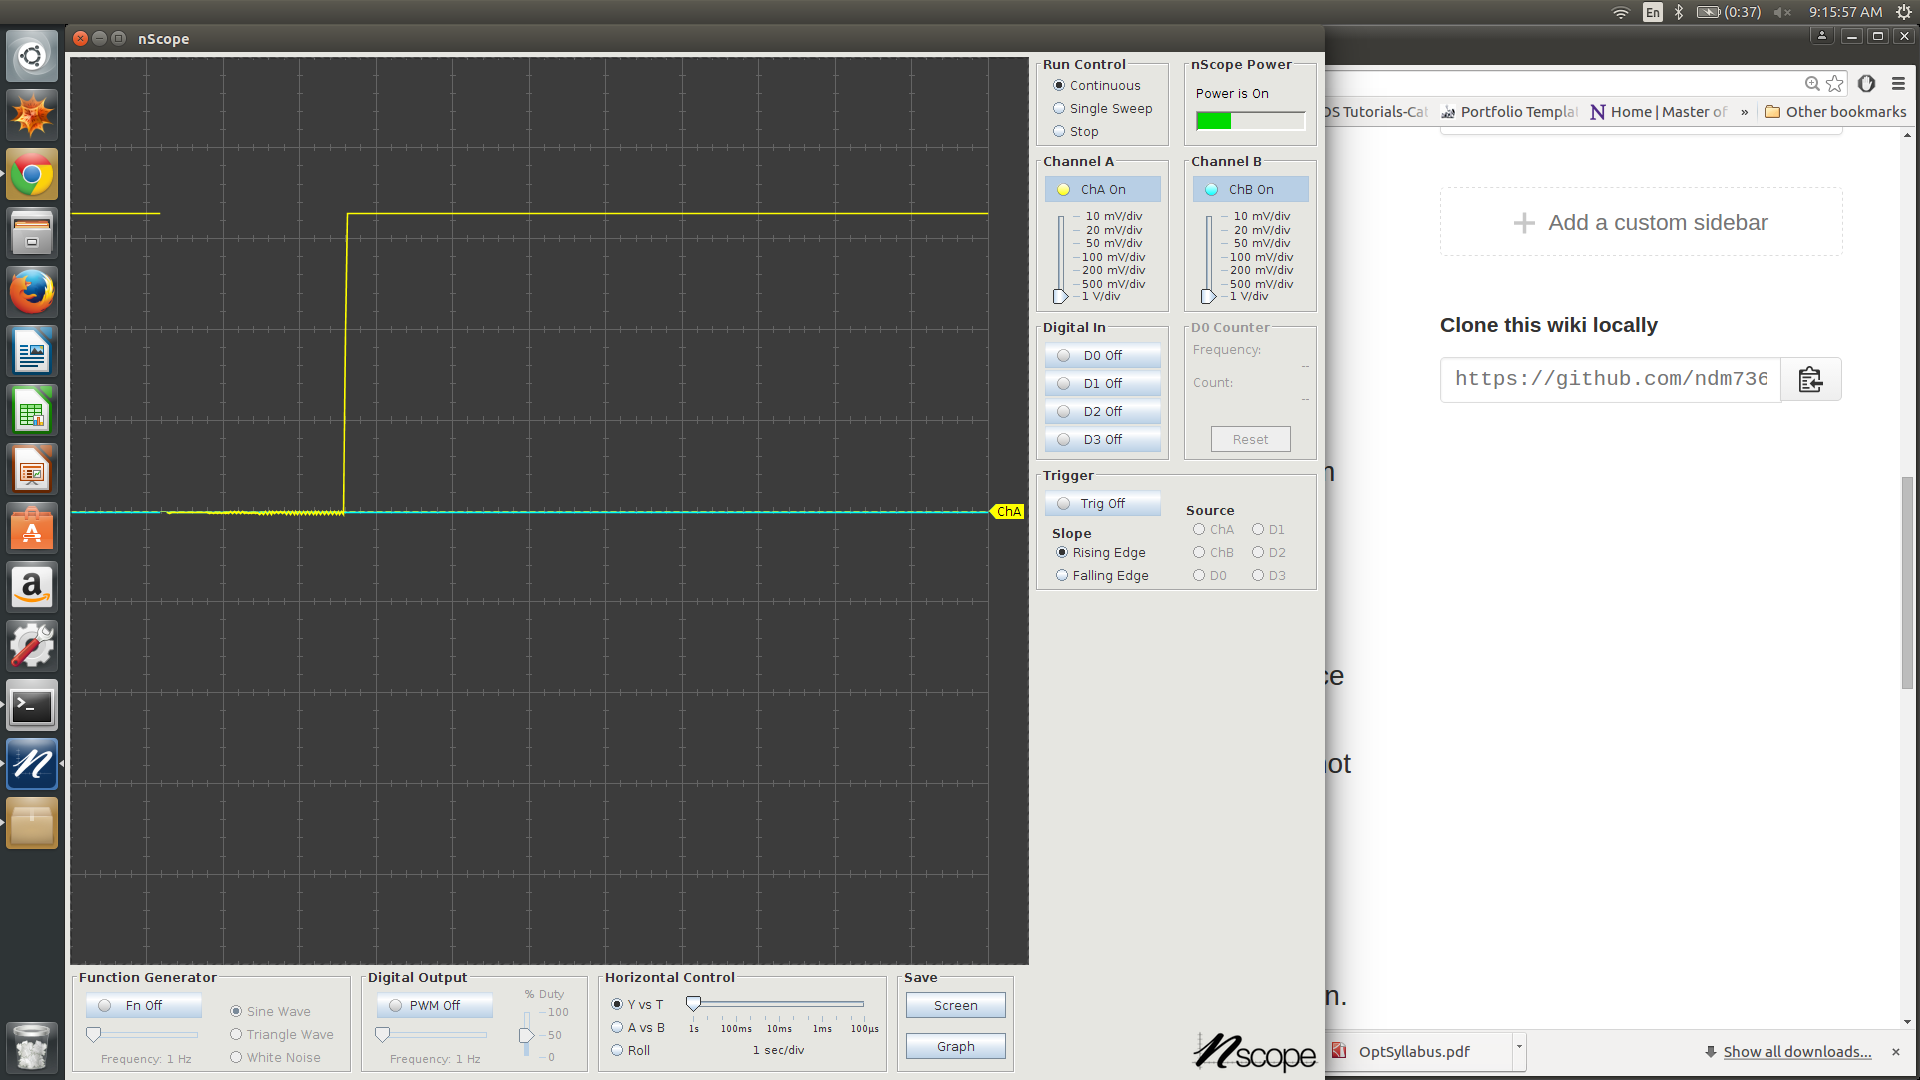 En
(0:37)
9:15:57 AM
nScope
Run Control
Continuous
Single Sweep
Stop
nScope Power
Power is On
Channel A
ChA On
10 mV/div
20 mV/div
50 mV/div
100 mV/div
200 mV/div
500 mV/div
1 V/div
Channel B
ChB On
10 mV/div
20 mV/div
50 mV/div
100 mV/div
200 mV/div
500 mV/div
1 V/div
Digital In
D0 Off
D1 Off
D2 Off
D3 Off
D0 Counter
Frequency:
--
Count:
--
Reset
Trigger
Trig Off
Slope
Rising Edge
Falling Edge
Source
ChA
D1
ChB
D2
D0
D3
ChA
Function Generator
Fn Off
Frequency: 1 Hz
Sine Wave
Triangle Wave
White Noise
Digital Output
PWM Off
Frequency: 1 Hz
% Duty
100
50
0
Horizontal Control
Y vs T
A vs B
Roll
1s 100ms 10ms 1ms 100µs
1 sec/div
Save
Screen
Graph
nscope
OS Tutorials-Cat
Portfolio Templat
Home | Master of
»
Other bookmarks
Add a custom sidebar
Clone this wiki locally
https://github.com/ndm736
ce
not
n.
OptSyllabus.pdf
Show all downloads...